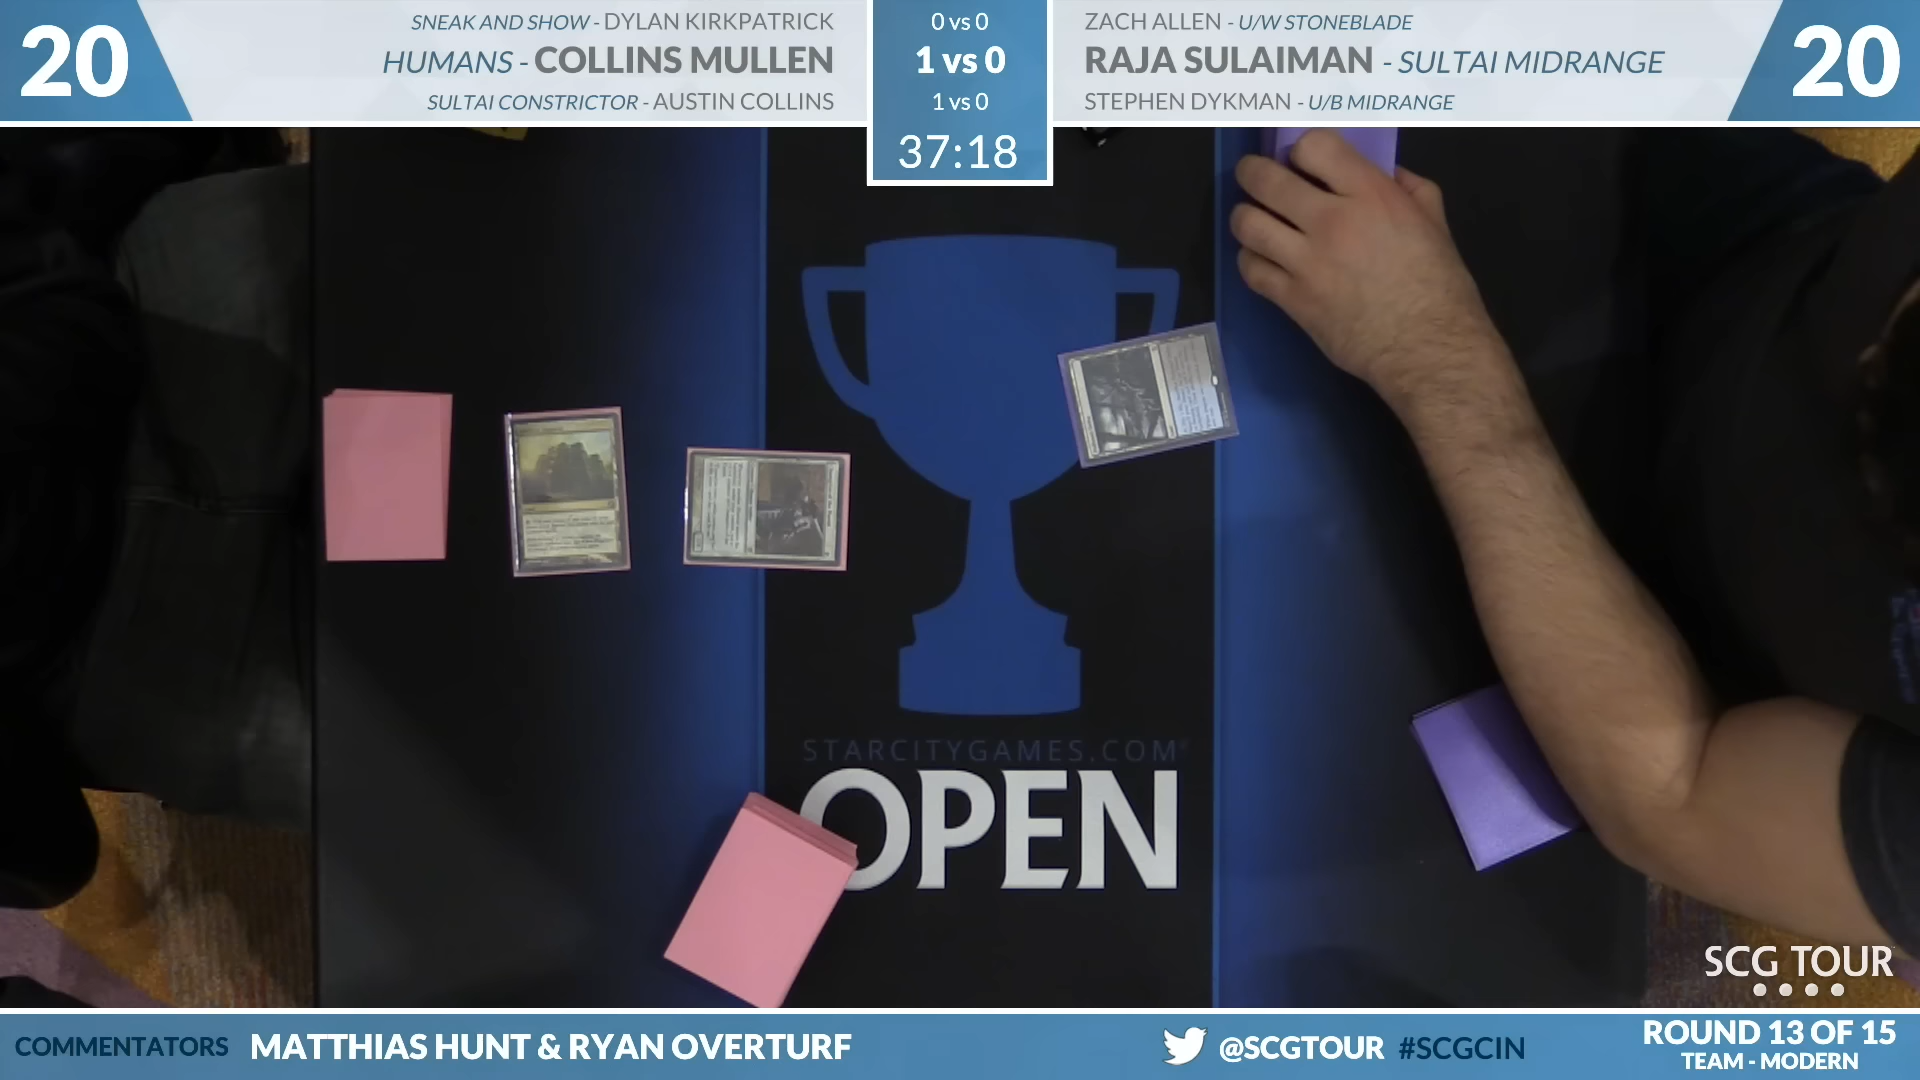 20
SNEAK AND SHOW - DYLAN KIRKPATRICK
HUMANS - COLLINS MULLEN
SULTAI CONSTRICTOR - AUSTIN COLLINS
0 vs 0
1 vs 0
1 vs 0
37:18
ZACH ALLEN - U/W STONEBLADE
RAJA SULAIMAN - SULTAI MIDRANGE
STEPHEN DYKMAN - U/B MIDRANGE
20
STARCITYGAMES.COM®
OPEN
SCG TOUR
COMMENTATORS MATTHIAS HUNT & RYAN OVERTURF
@SCGTOUR #SCGCIN
ROUND 13 OF 15
TEAM - MODERN